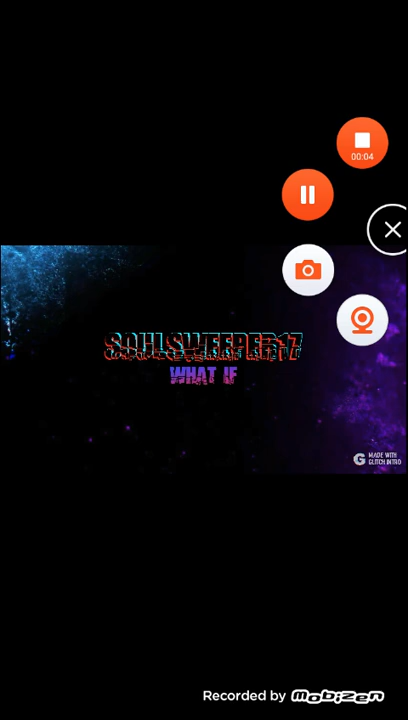 00:04
SOULSWEEPER17
WHAT IF
G MADE WITH
GLITCH INTRO
Recorded by mobizen